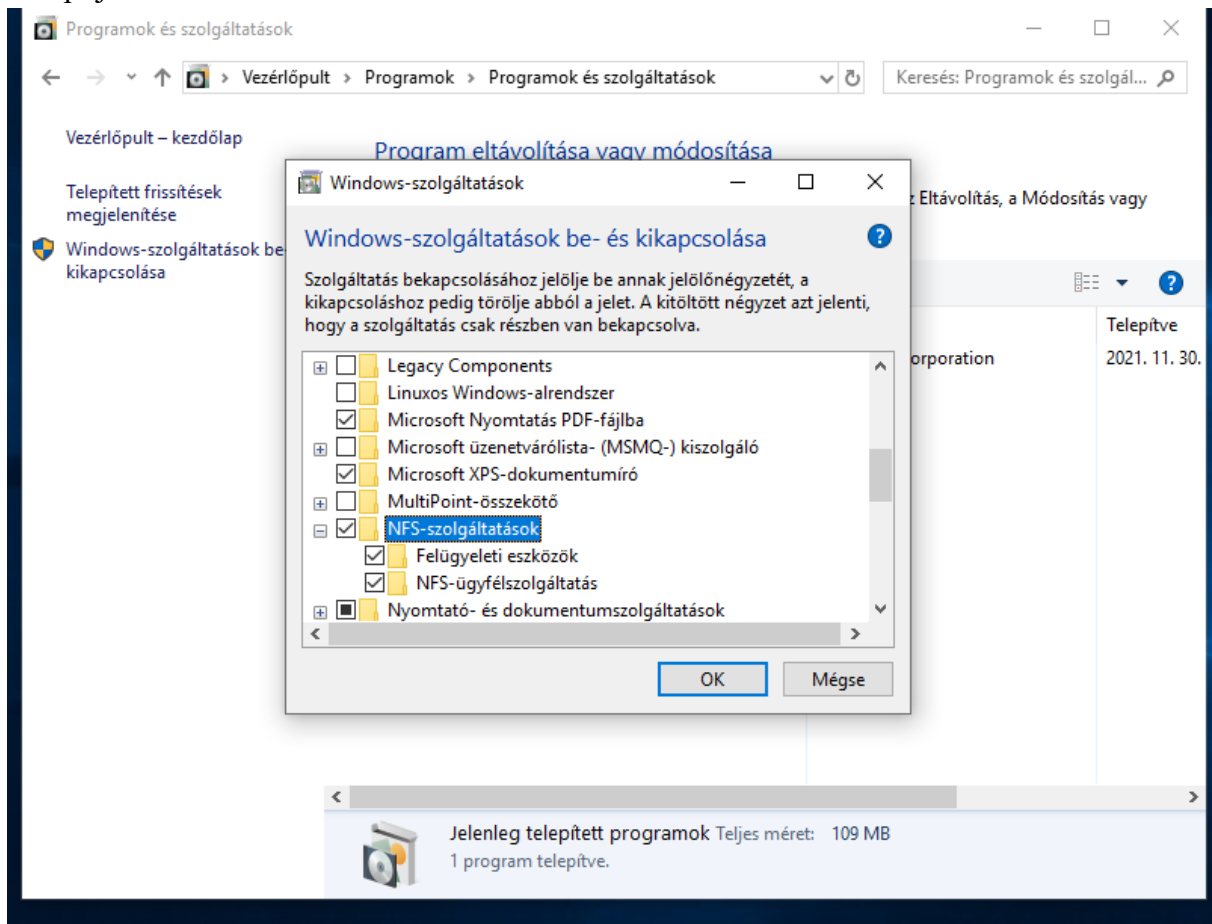 Programok és szolgáltatások
Vezérlőpult › Programok › Programok és szolgáltatások
Keresés: Programok és szolgál...
Vezérlőpult – kezdőlap
Telepített frissítések
megjelenítése
Windows-szolgáltatások be
kikapcsolása
Program eltávolítása vagy módosítása
z Eltávolítás, a Módosítás vagy
Telepítve
orporation
2021. 11. 30.
Windows-szolgáltatások
Windows-szolgáltatások be- és kikapcsolása
Szolgáltatás bekapcsolásához jelölje be annak jelölőnégyzetét, a
kikapcsoláshoz pedig törölje abból a jelet. A kitöltött négyzet azt jelenti,
hogy a szolgáltatás csak részben van bekapcsolva.
Legacy Components
Linuxos Windows-alrendszer
Microsoft Nyomtatás PDF-fájlba
Microsoft üzenetvárólista- (MSMQ-) kiszolgáló
Microsoft XPS-dokumentumíró
MultiPoint-összekötő
NFS-szolgáltatások
Felügyeleti eszközök
NFS-ügyfélszolgáltatás
Nyomtató- és dokumentumszolgáltatások
OK
Mégse
Jelenleg telepített programok Teljes méret: 109 MB
1 program telepítve.